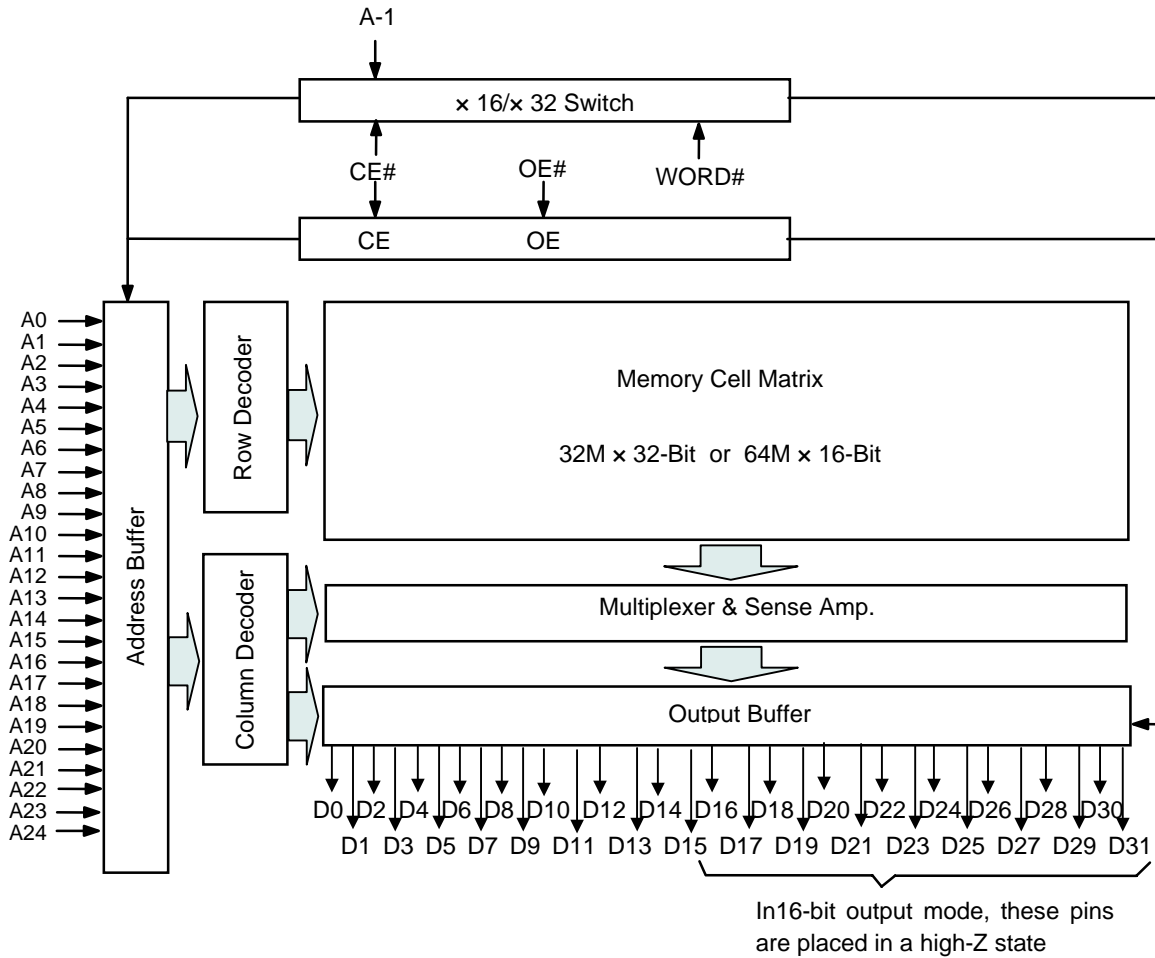 A-1
× 16/× 32 Switch
CE#
OE#
WORD#
CE
OE
A0
A1
A2
A3
A4
A5
A6
A7
A8
A9
A10
A11
A12
A13
A14
A15
A16
A17
A18
A19
A20
A21
A22
A23
A24
Address Buffer
Row Decoder
Column Decoder
Memory Cell Matrix
32M × 32-Bit or 64M × 16-Bit
Multiplexer & Sense Amp.
Output Buffer
D0 D2 D4 D6 D8 D10 D12 D14 D16 D18 D20 D22 D24 D26 D28 D30
D1 D3 D5 D7 D9 D11 D13 D15 D17 D19 D21 D23 D25 D27 D29 D31
In16-bit output mode, these pins
are placed in a high-Z state